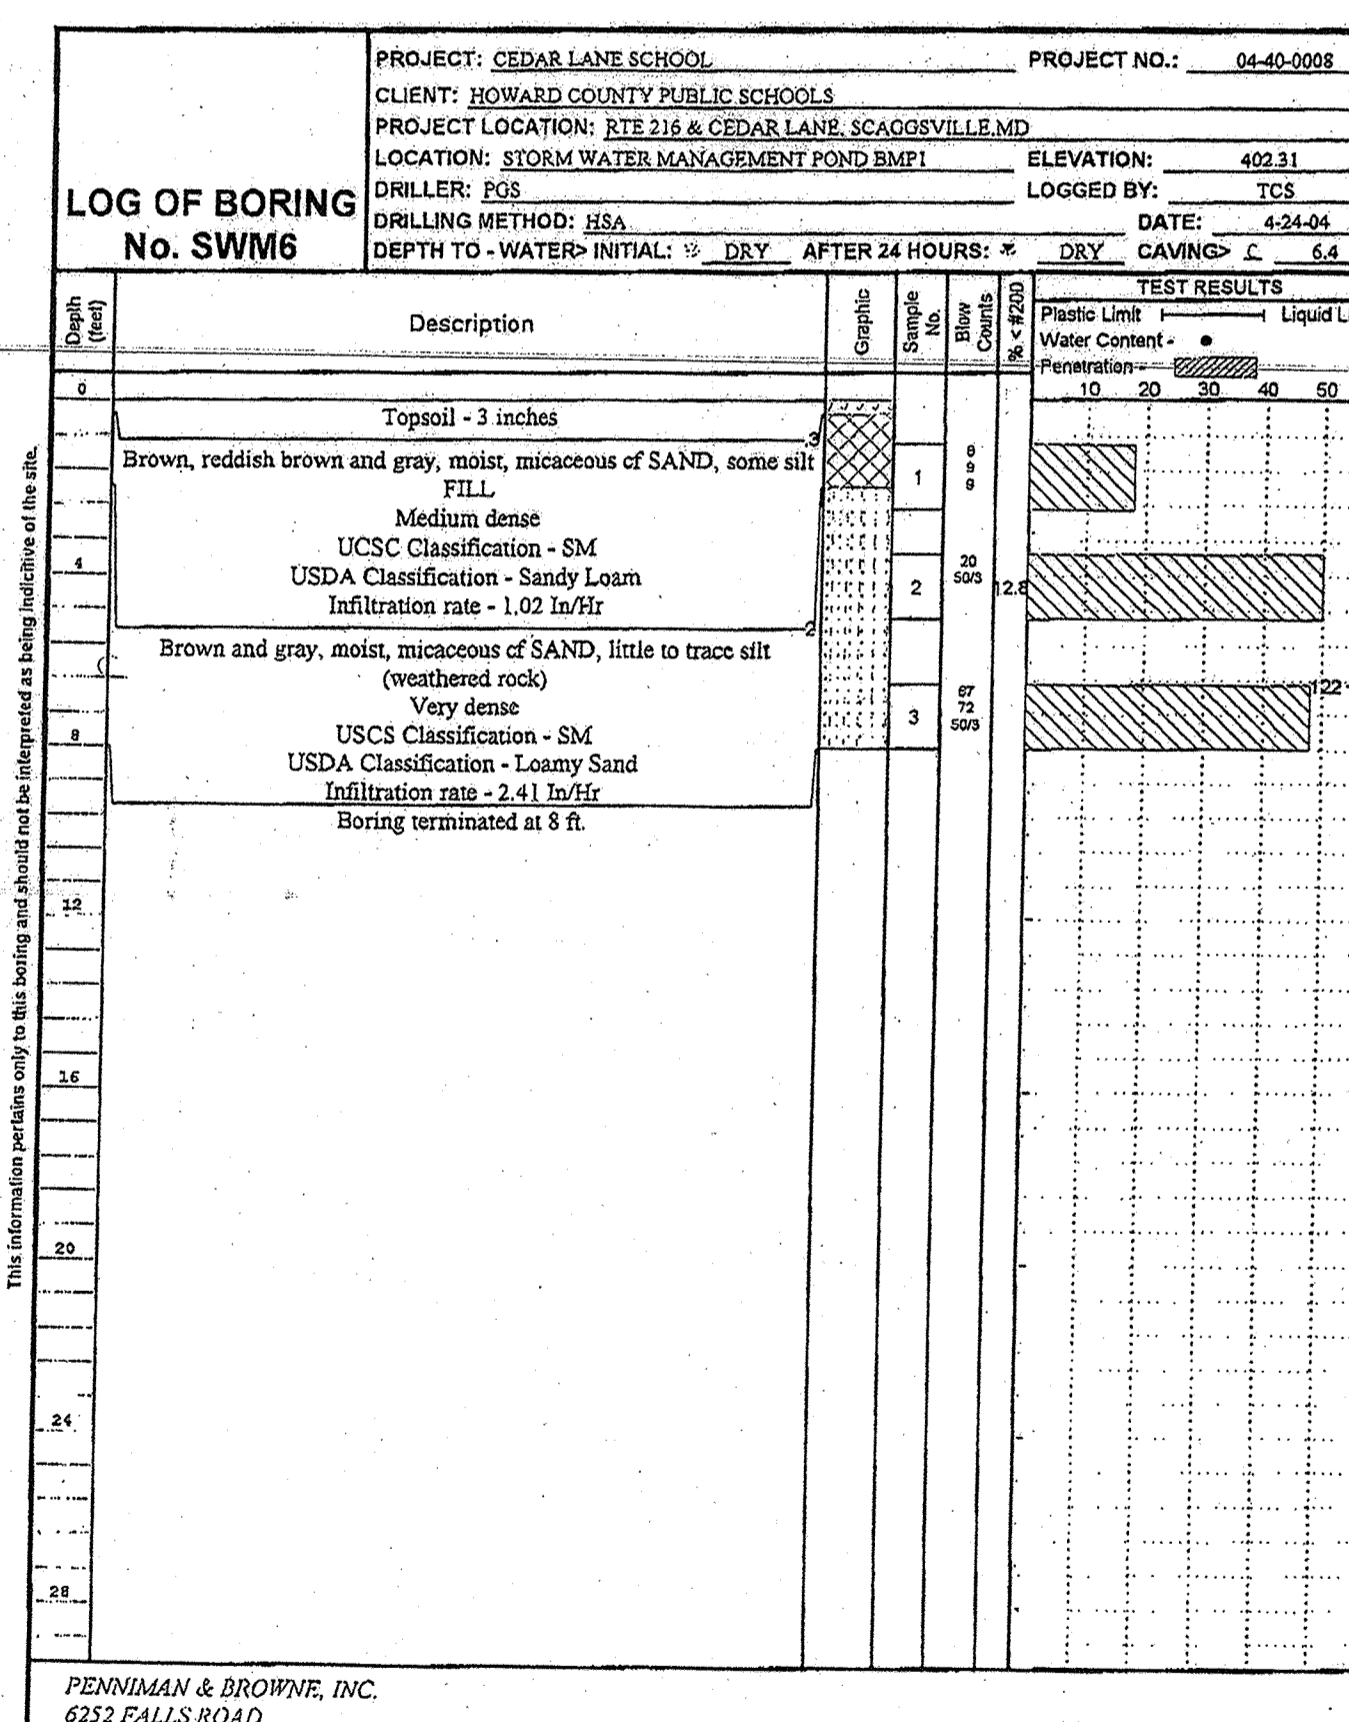 LOG OF BORING
No. SWM6
PROJECT: CEDAR LANE SCHOOL PROJECT NO.: 04-40-0008
CLIENT: HOWARD COUNTY PUBLIC SCHOOLS
PROJECT LOCATION: RTE 216 & CEDAR LANE, SCAGGSVILLE,MD
LOCATION: STORM WATER MANAGEMENT POND BMP1 ELEVATION: 402.31
DRILLER: PGS LOGGED BY: TCS
DRILLING METHOD: HSA DATE: 4-24-04
DEPTH TO - WATER> INITIAL: DRY AFTER 24 HOURS: DRY CAVING> C 6.4
Depth (feet)
Description
Graphic
Sample No.
Blow Counts
% < #200
TEST RESULTS
Plastic Limit Liquid L
Water Content -
Penetration -
10 20 30 40 50
0
Topsoil - 3 inches
.3
Brown, reddish brown and gray, moist, micaceous cf SAND, some silt
FILL
Medium dense
UCSC Classification - SM
USDA Classification - Sandy Loam
Infiltration rate - 1.02 In/Hr
2
1
9
9
4
2
20
50/3
12.8
Brown and gray, moist, micaceous cf SAND, little to trace silt
(weathered rock)
Very dense
USCS Classification - SM
USDA Classification - Loamy Sand
Infiltration rate - 2.41 In/Hr
3
67
72
50/3
122
8
Boring terminated at 8 ft.
12
16
20
24
28
This information pertains only to this boring and should not be interpreted as being indicitive of the site.
PENNIMAN & BROWNE, INC.
6252 FALLS ROAD